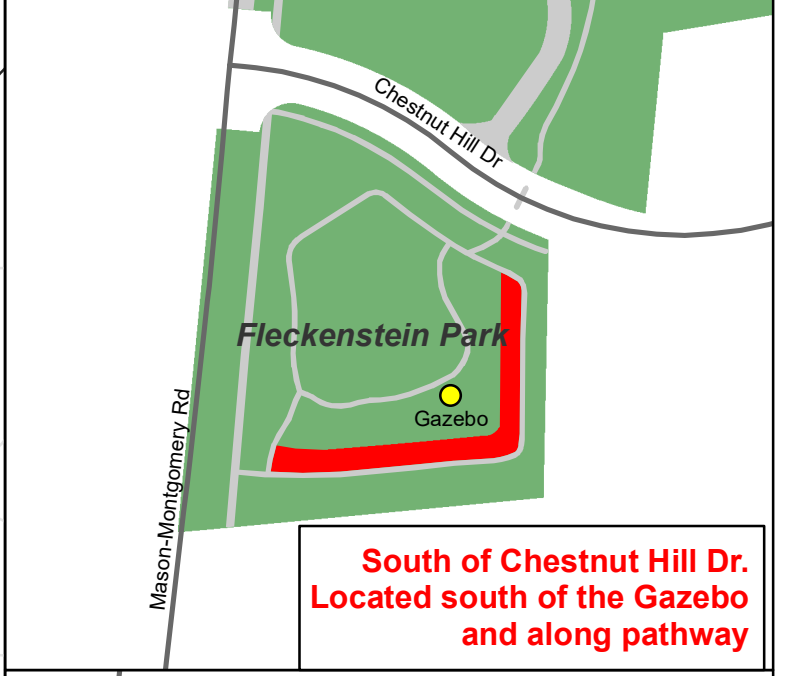 Chestnut Hill Dr
Fleckenstein Park
Gazebo
Mason-Montgomery Rd
South of Chestnut Hill Dr.
Located south of the Gazebo
and along pathway